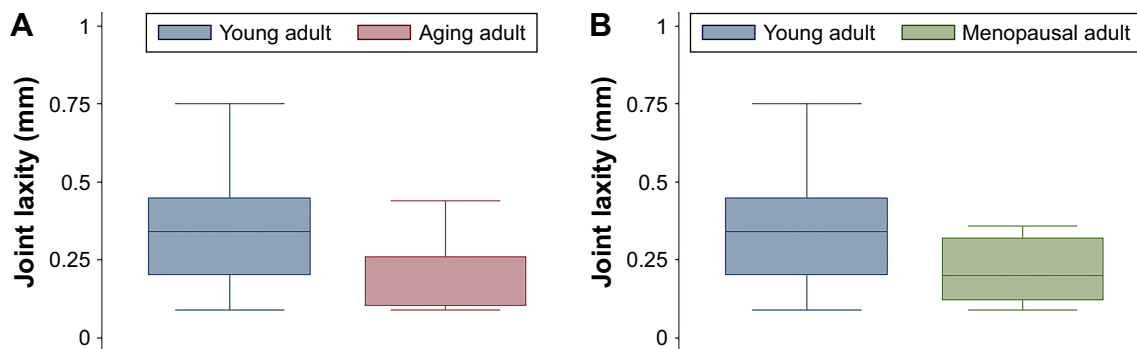 A
Young adult
Aging adult
Joint laxity (mm)
1
0.75
0.5
0.25
0
B
Young adult
Menopausal adult
Joint laxity (mm)
1
0.75
0.5
0.25
0